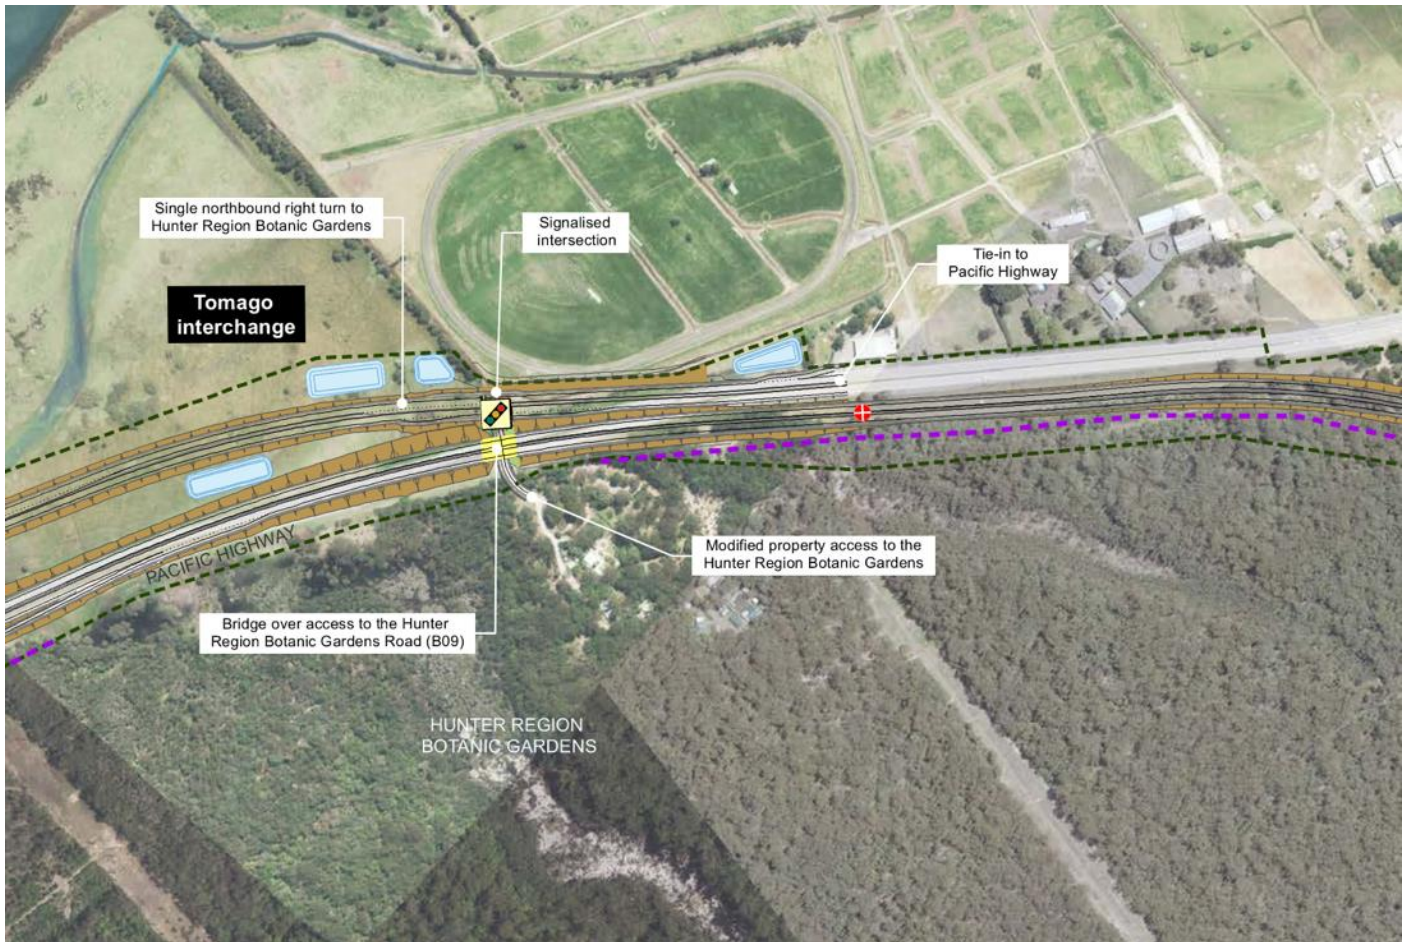 Single northbound right turn to
Hunter Region Botanic Gardens
Signalised
intersection
Tie-in to
Pacific Highway
Tomago
interchange
PACIFIC HIGHWAY
Modified property access to the
Hunter Region Botanic Gardens
Bridge over access to the Hunter
Region Botanic Gardens Road (B09)
HUNTER REGION
BOTANIC GARDENS